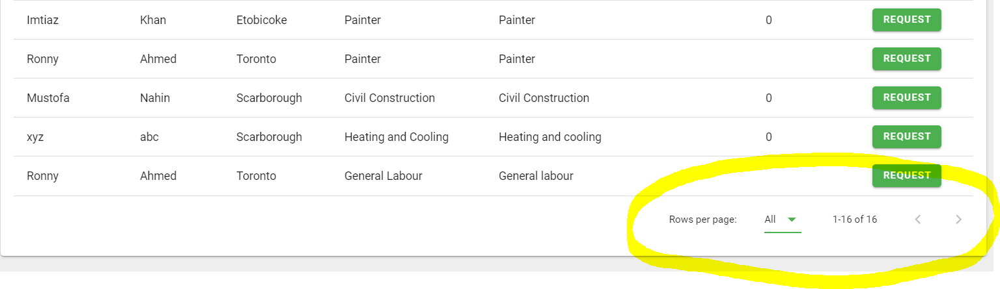 Imtiaz Khan Etobicoke Painter Painter 0 REQUEST
Ronny Ahmed Toronto Painter Painter REQUEST
Mustofa Nahin Scarborough Civil Construction Civil Construction 0 REQUEST
xyz abc Scarborough Heating and Cooling Heating and cooling 0 REQUEST
Ronny Ahmed Toronto General Labour General labour REQUEST
Rows per page: All 1-16 of 16